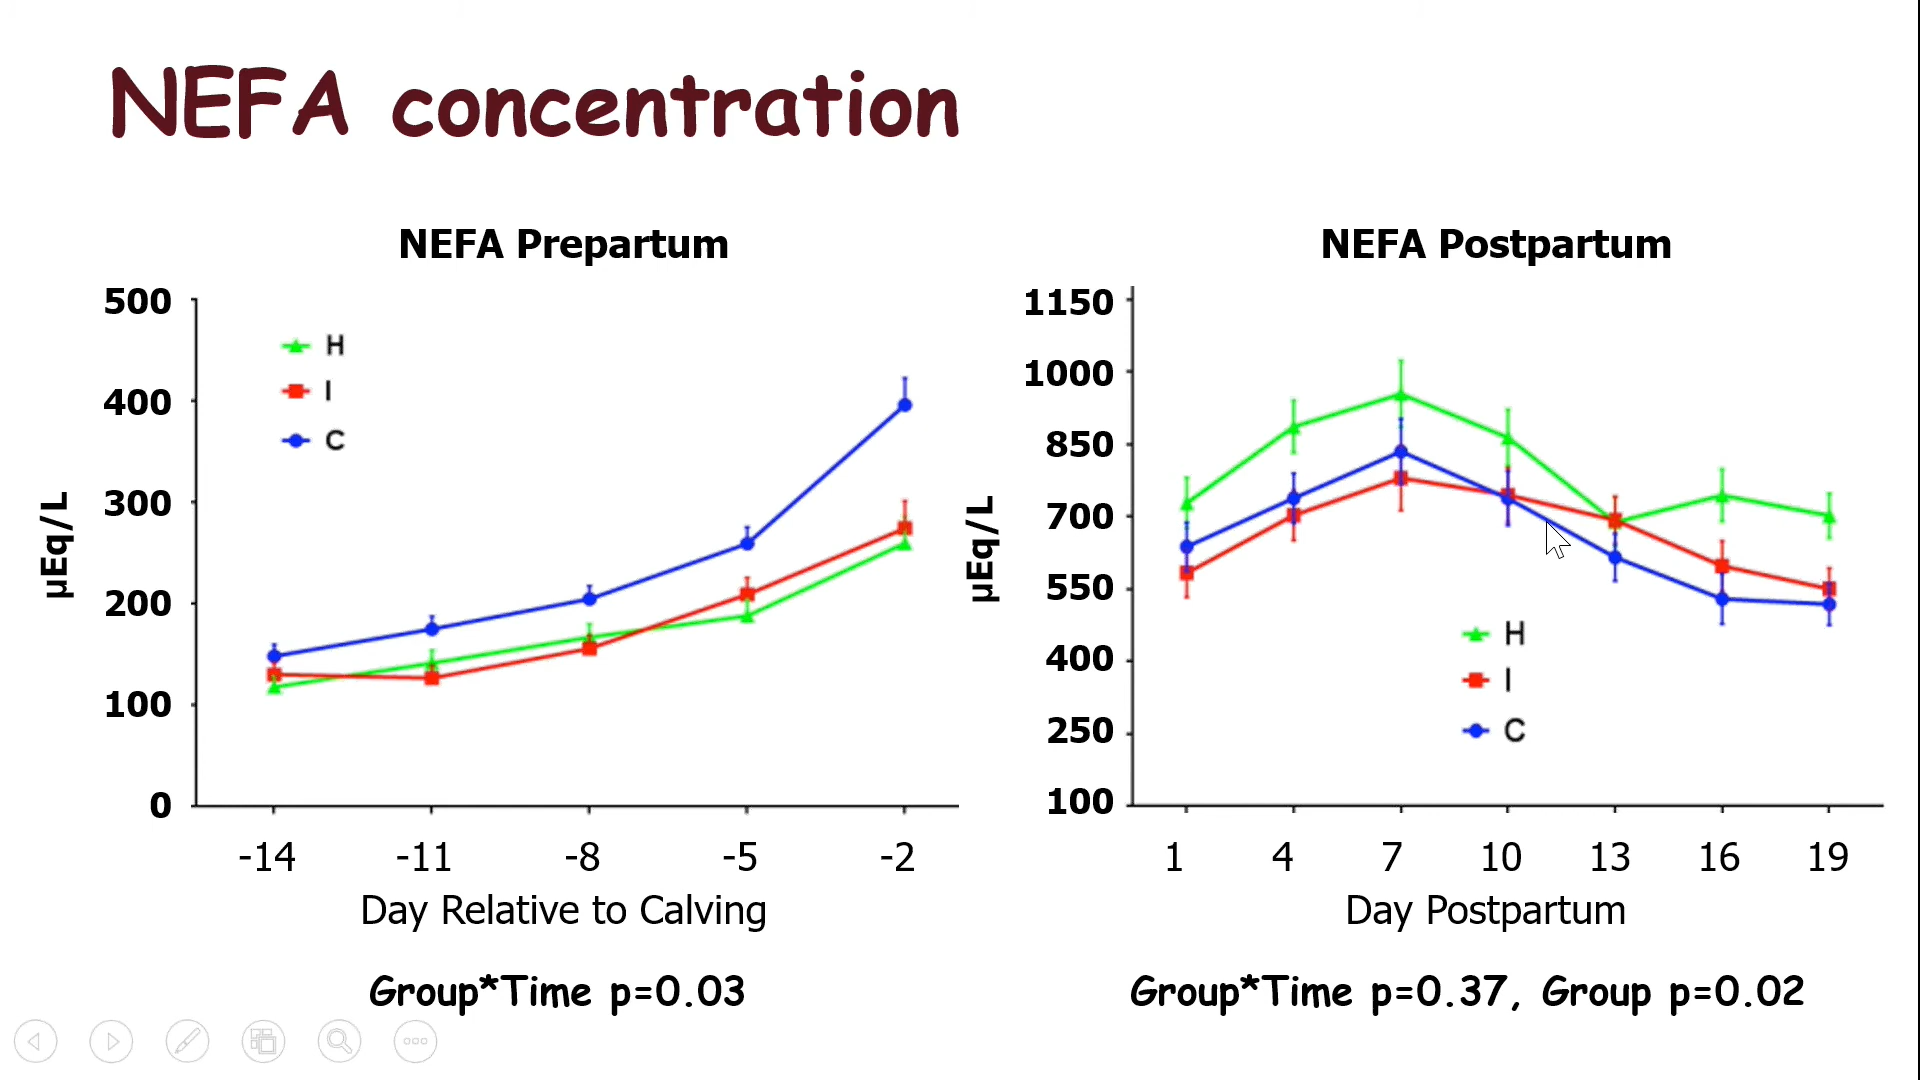 NEFA concentration
NEFA Prepartum
500
400
300
200
100
0
µEq/L
H
I
C
-14 -11 -8 -5 -2
Day Relative to Calving
Group*Time p=0.03
NEFA Postpartum
1150
1000
850
700
550
400
250
100
µEq/L
H
I
C
1 4 7 10 13 16 19
Day Postpartum
Group*Time p=0.37, Group p=0.02